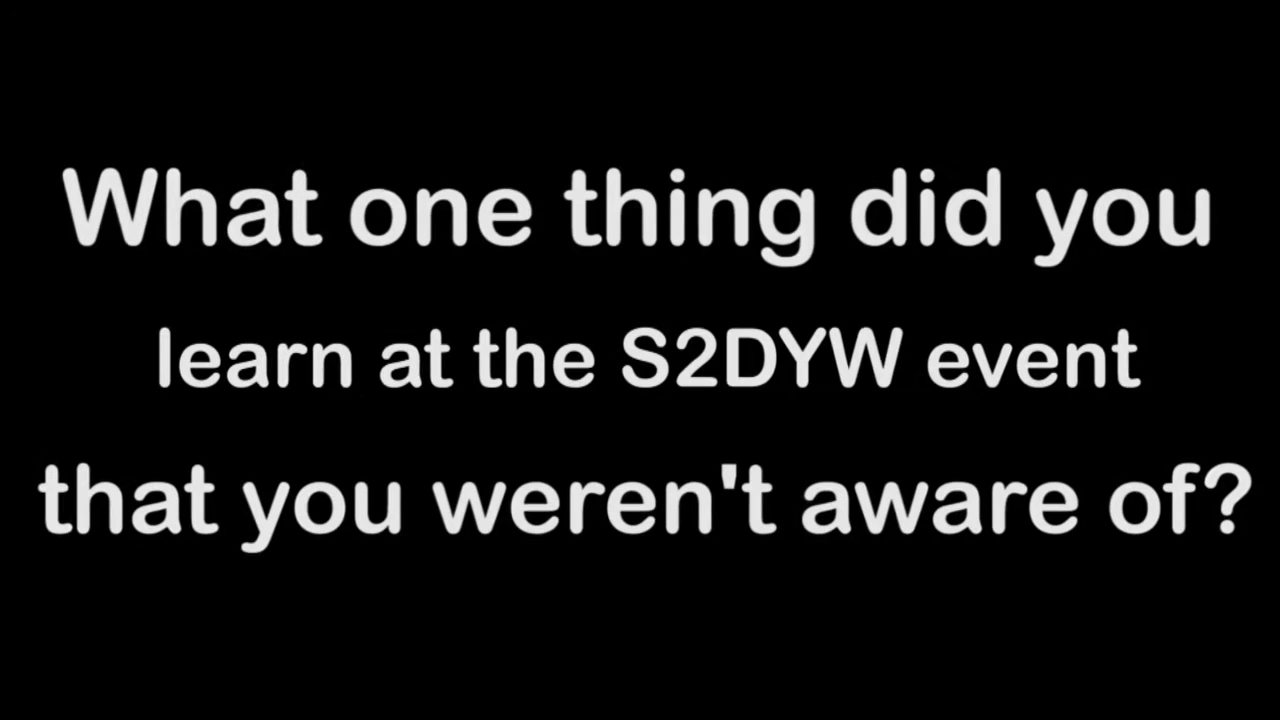 What one thing did you
learn at the S2DYW event
that you weren't aware of?